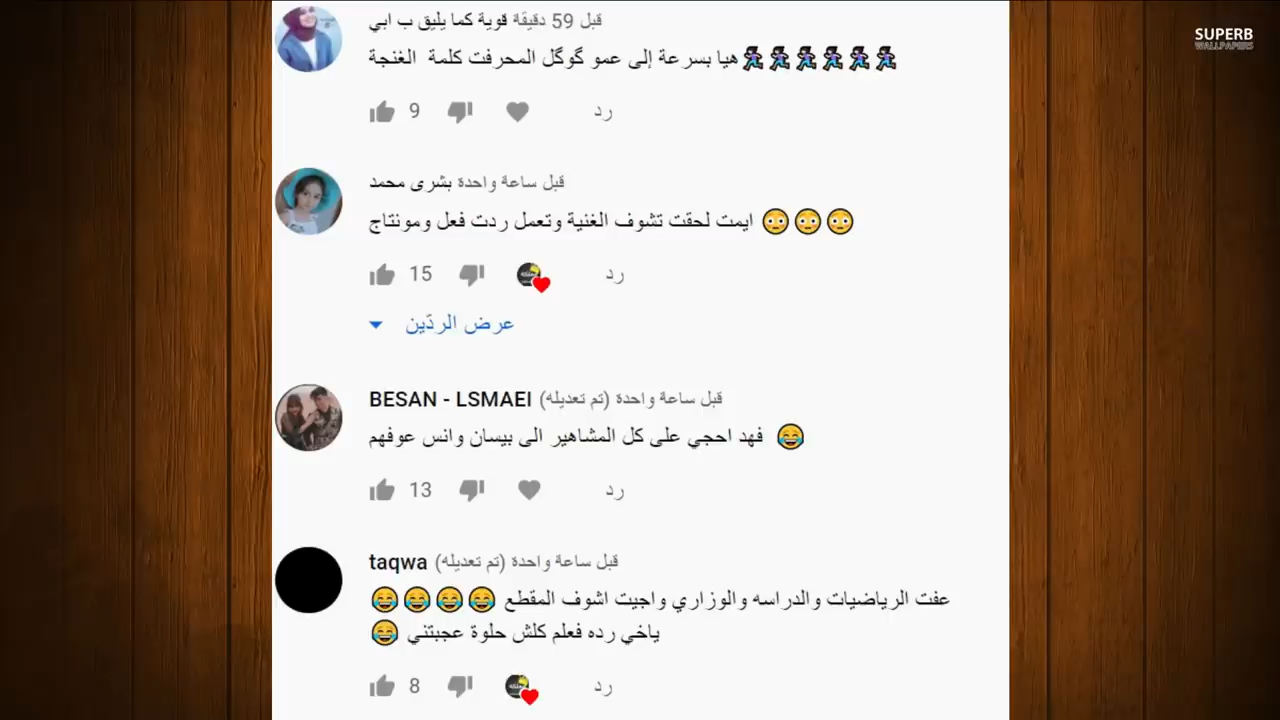 SUPERB
WALLPAPERS
قوية كما يليق ب ابي قبل 59 دقيقة
هيا بسرعة إلى عمو گوگل المحرفت كلمة الغنجة 🏃‍♀️🏃‍♀️🏃‍♀️🏃‍♀️🏃‍♀️🏃‍♀️
9 رد
بشرى محمد قبل ساعة واحدة
ايمت لحقت تشوف الغنية وتعمل ردت فعل ومونتاج 😳😳😳
15 رد
عرض الردّين
BESAN - LSMAEI قبل ساعة واحدة (تم تعديله)
فهد احجي على كل المشاهير الى بيسان وانس عوفهم 😂
13 رد
taqwa قبل ساعة واحدة (تم تعديله)
عفت الرياضيات والدراسه والوزاري واجيت اشوف المقطع 😂😂😂😂
ياخي رده فعلم كلش حلوة عجبتني 😂
8 رد